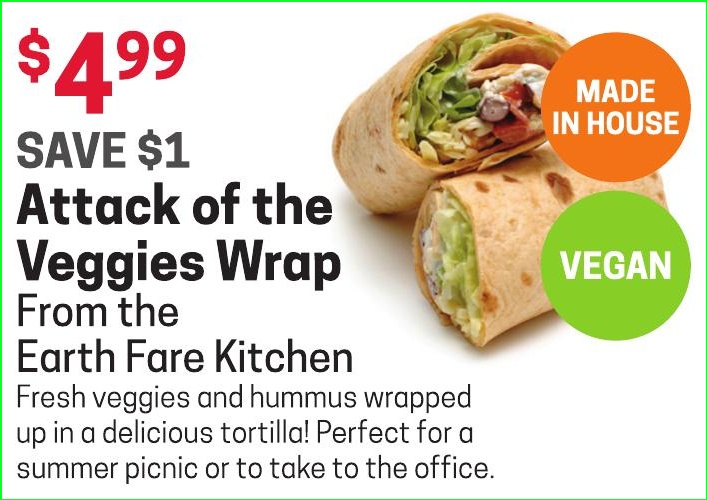 $4.99
SAVE $1
Attack of the
Veggies Wrap
From the
Earth Fare Kitchen
Fresh veggies and hummus wrapped
up in a delicious tortilla! Perfect for a
summer picnic or to take to the office.
MADE
IN HOUSE
VEGAN